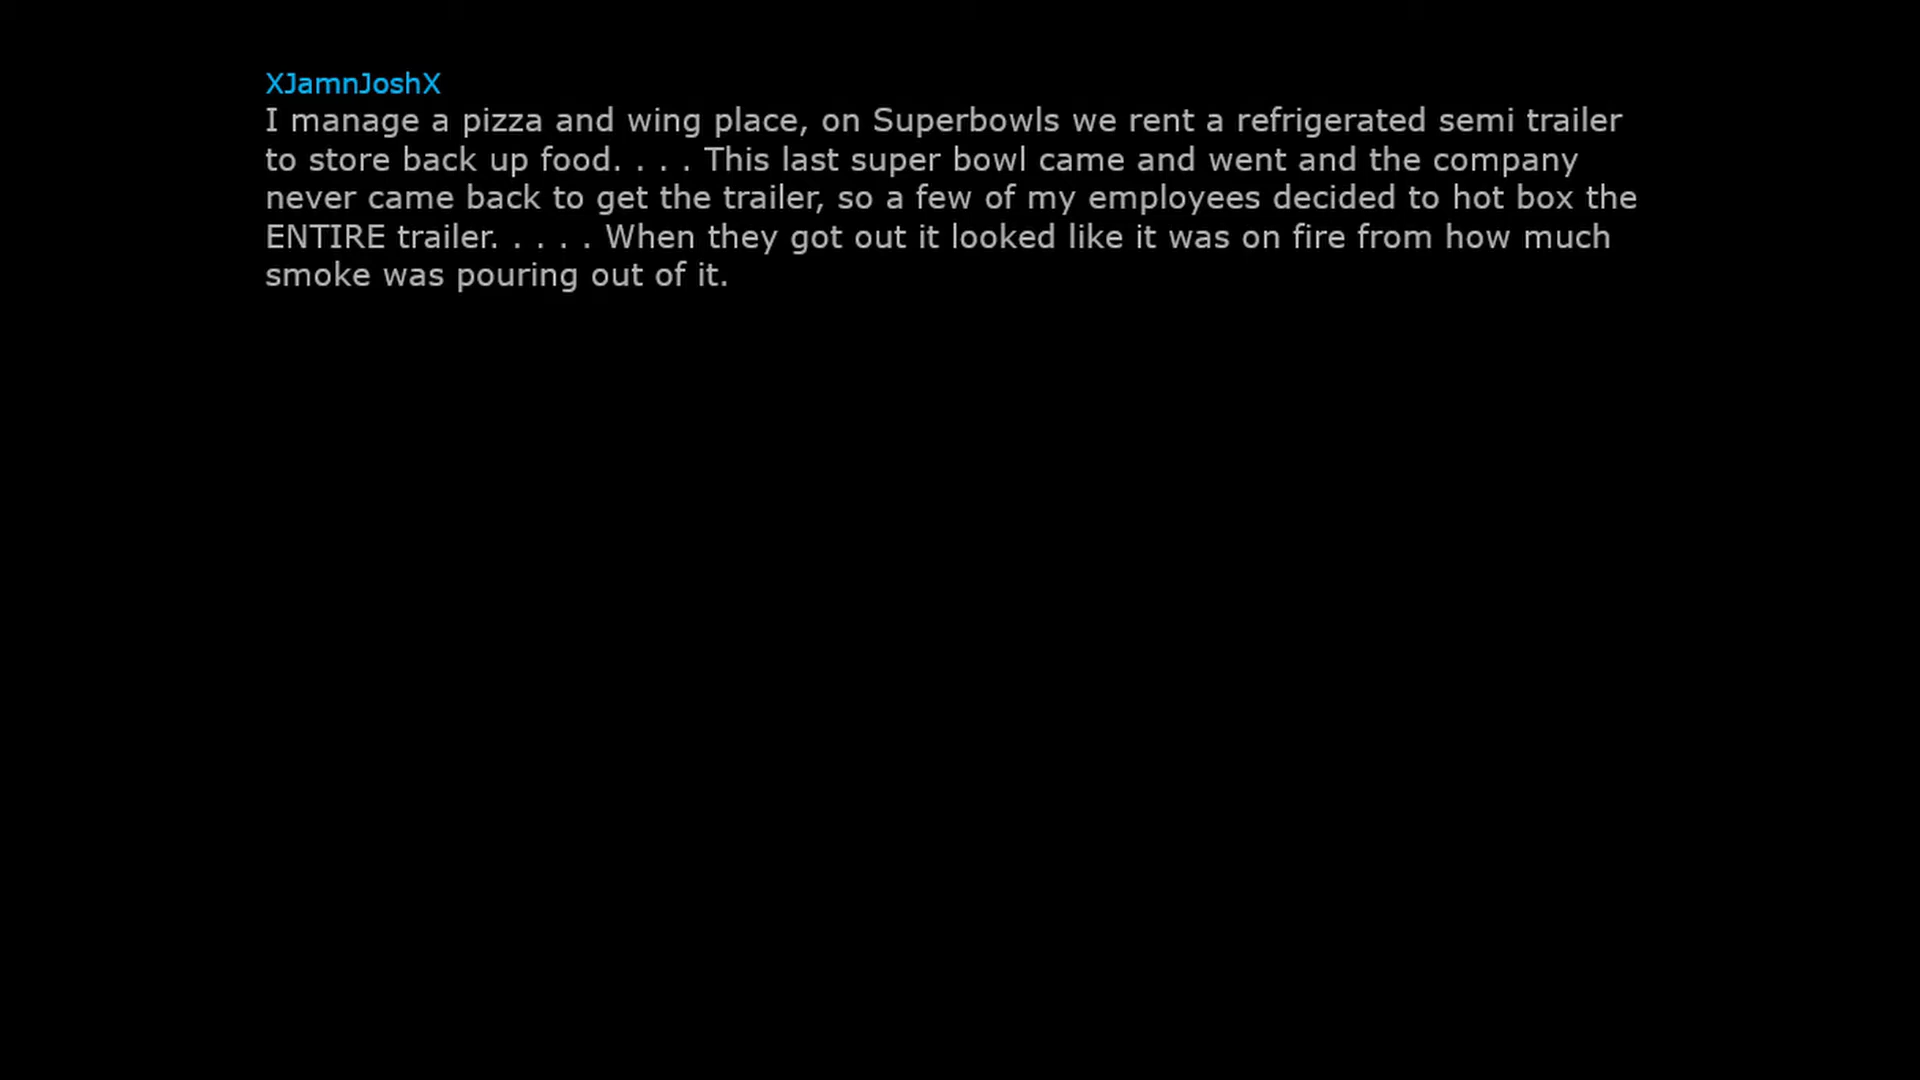 XJamnJoshX
I manage a pizza and wing place, on Superbowls we rent a refrigerated semi trailer
to store back up food. . . . This last super bowl came and went and the company
never came back to get the trailer, so a few of my employees decided to hot box the
ENTIRE trailer. . . . . When they got out it looked like it was on fire from how much
smoke was pouring out of it.